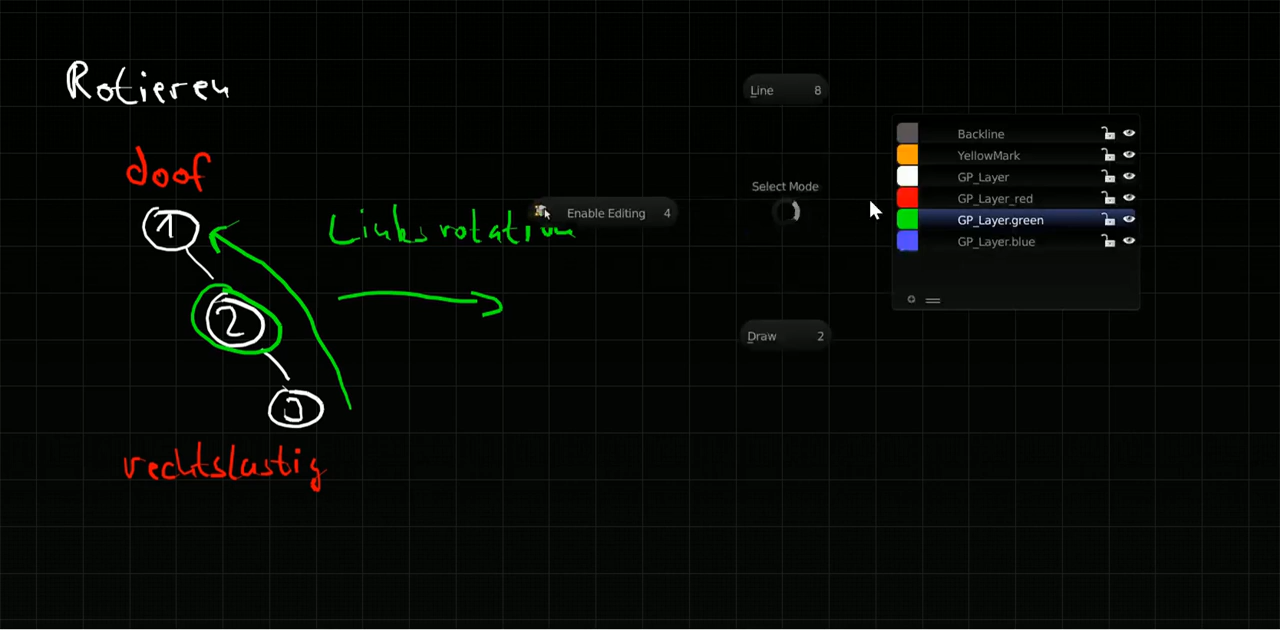 Rotieren
doof
1
Linksrotation
2
3
rechtslastig
Line 8
Select Mode
Enable Editing 4
Draw 2
Backline
YellowMark
GP_Layer
GP_Layer_red
GP_Layer.green
GP_Layer.blue